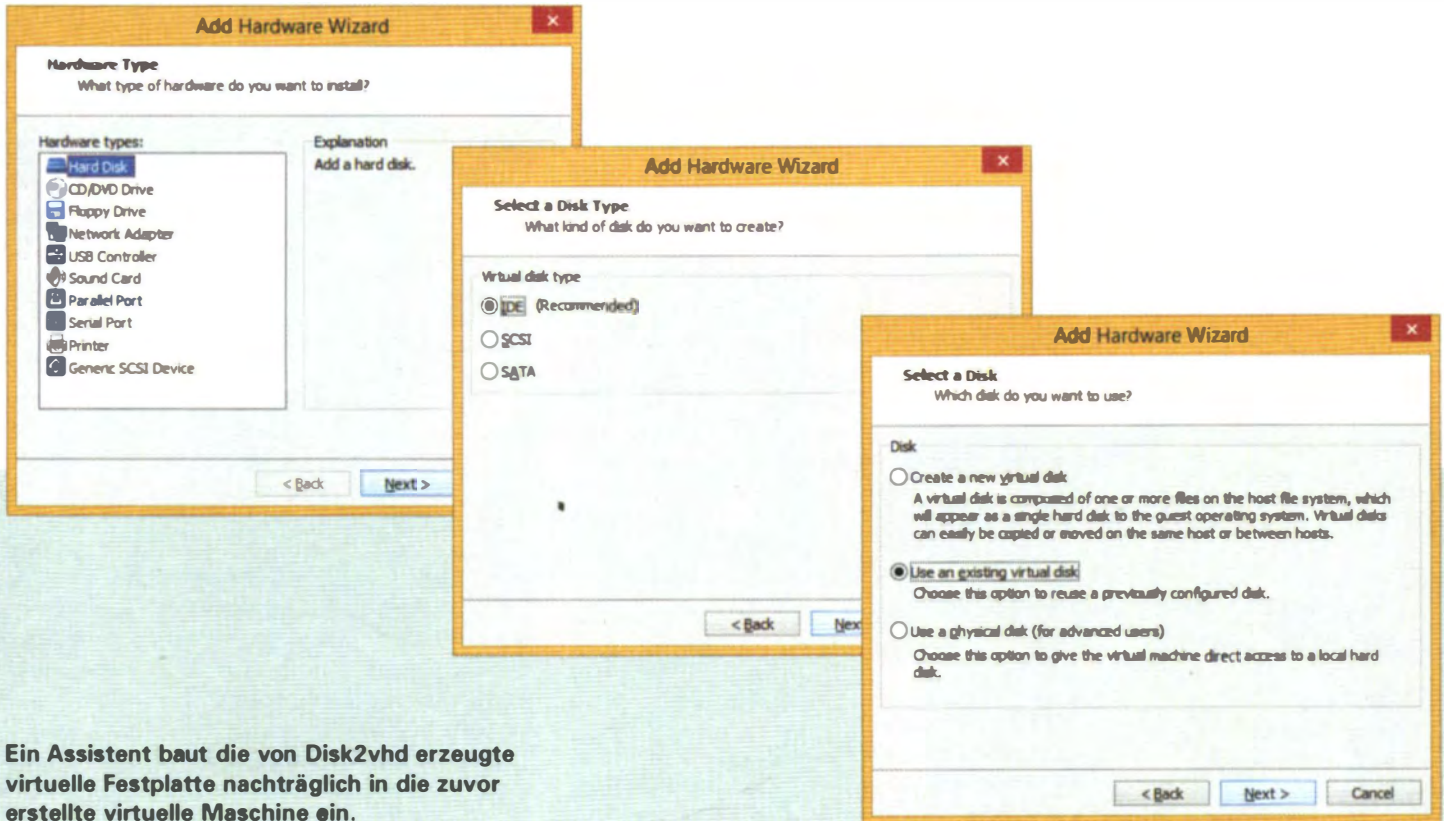 Add Hardware Wizard
Hardware Type
What type of hardware do you want to install?
Hardware types:
Hard Disk
CD/DVD Drive
Floppy Drive
Network Adapter
USB Controller
Sound Card
Parallel Port
Serial Port
Printer
Generic SCSI Device
Explanation
Add a hard disk.
< Back Next >
Add Hardware Wizard
Select a Disk Type
What kind of disk do you want to create?
Virtual disk type
IDE (Recommended)
SCSI
SATA
< Back Nex
Add Hardware Wizard
Select a Disk
Which disk do you want to use?
Disk
Create a new virtual disk
A virtual disk is composed of one or more files on the host file system, which
will appear as a single hard disk to the guest operating system. Virtual disks
can easily be copied or moved on the same host or between hosts.
Use an existing virtual disk
Choose this option to reuse a previously configured disk.
Use a physical disk (for advanced users)
Choose this option to give the virtual machine direct access to a local hard
disk.
< Back Next > Cancel
Ein Assistent baut die von Disk2vhd erzeugte
virtuelle Festplatte nachträglich in die zuvor
erstellte virtuelle Maschine ein.